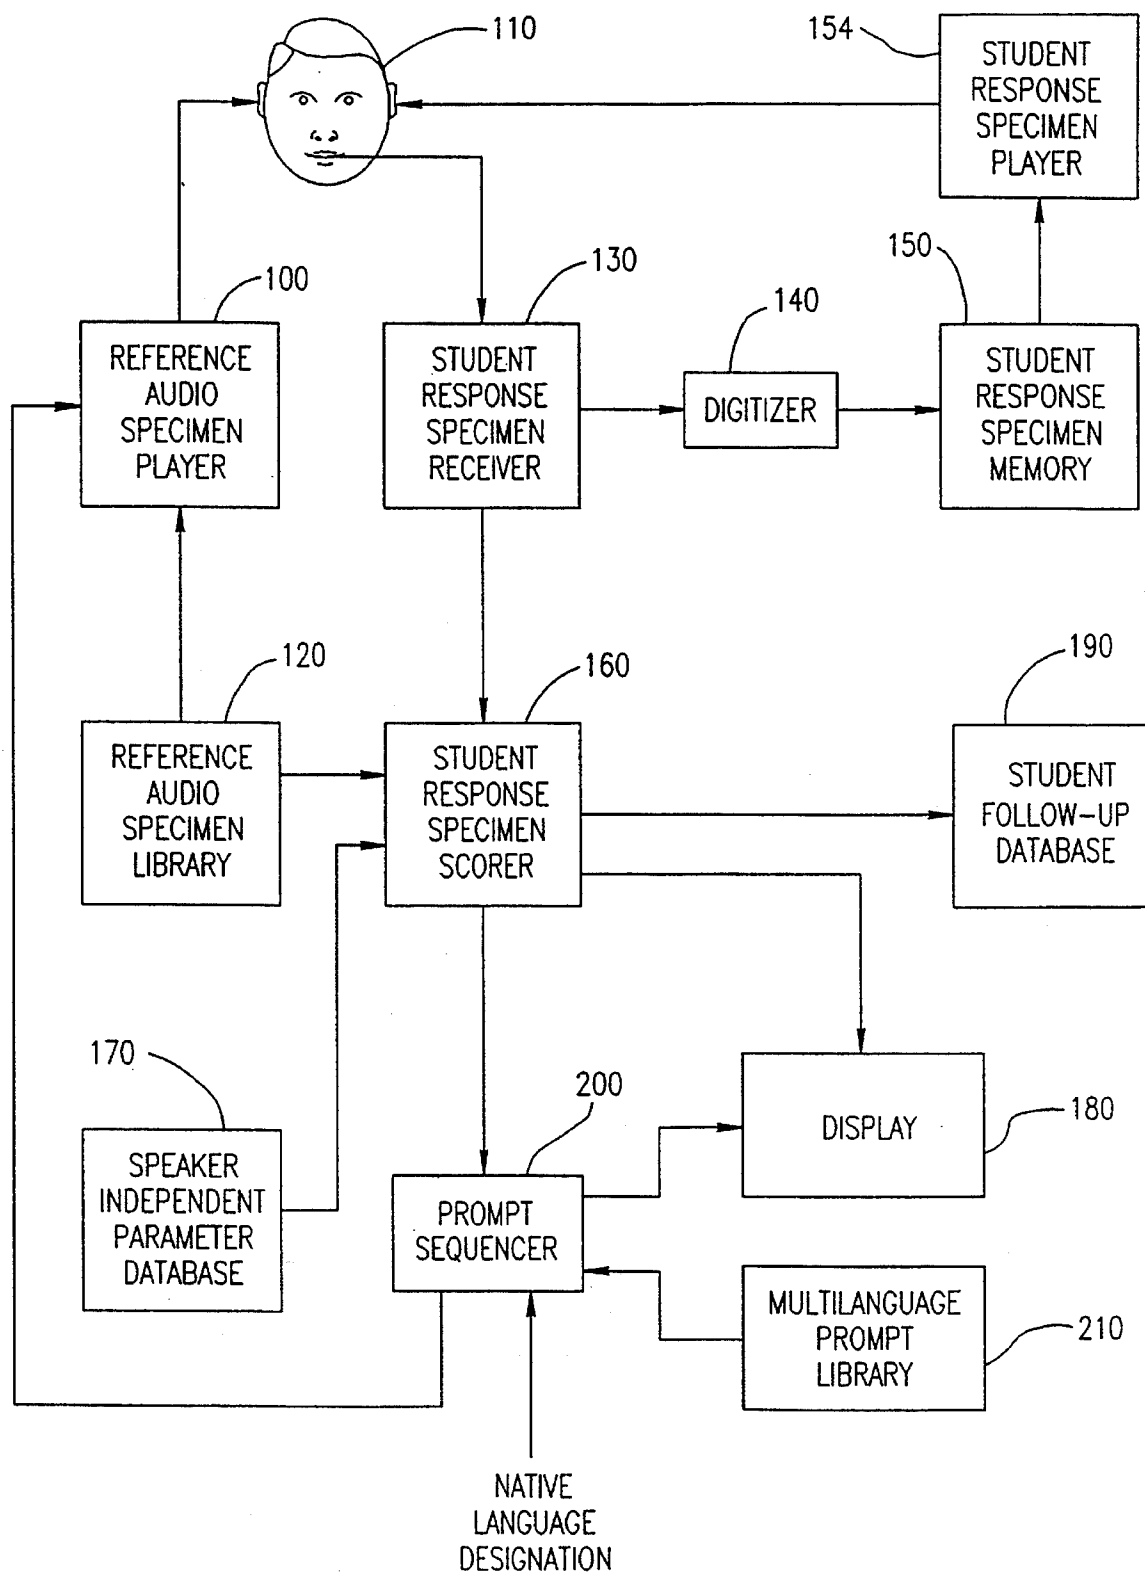 110
154
STUDENT
RESPONSE
SPECIMEN
PLAYER
100
130
140
150
REFERENCE
AUDIO
SPECIMEN
PLAYER
STUDENT
RESPONSE
SPECIMEN
RECEIVER
DIGITIZER
STUDENT
RESPONSE
SPECIMEN
MEMORY
120
160
190
REFERENCE
AUDIO
SPECIMEN
LIBRARY
STUDENT
RESPONSE
SPECIMEN
SCORER
STUDENT
FOLLOW-UP
DATABASE
170
200
180
SPEAKER
INDEPENDENT
PARAMETER
DATABASE
PROMPT
SEQUENCER
DISPLAY
MULTILANGUAGE
PROMPT
LIBRARY
210
NATIVE
LANGUAGE
DESIGNATION